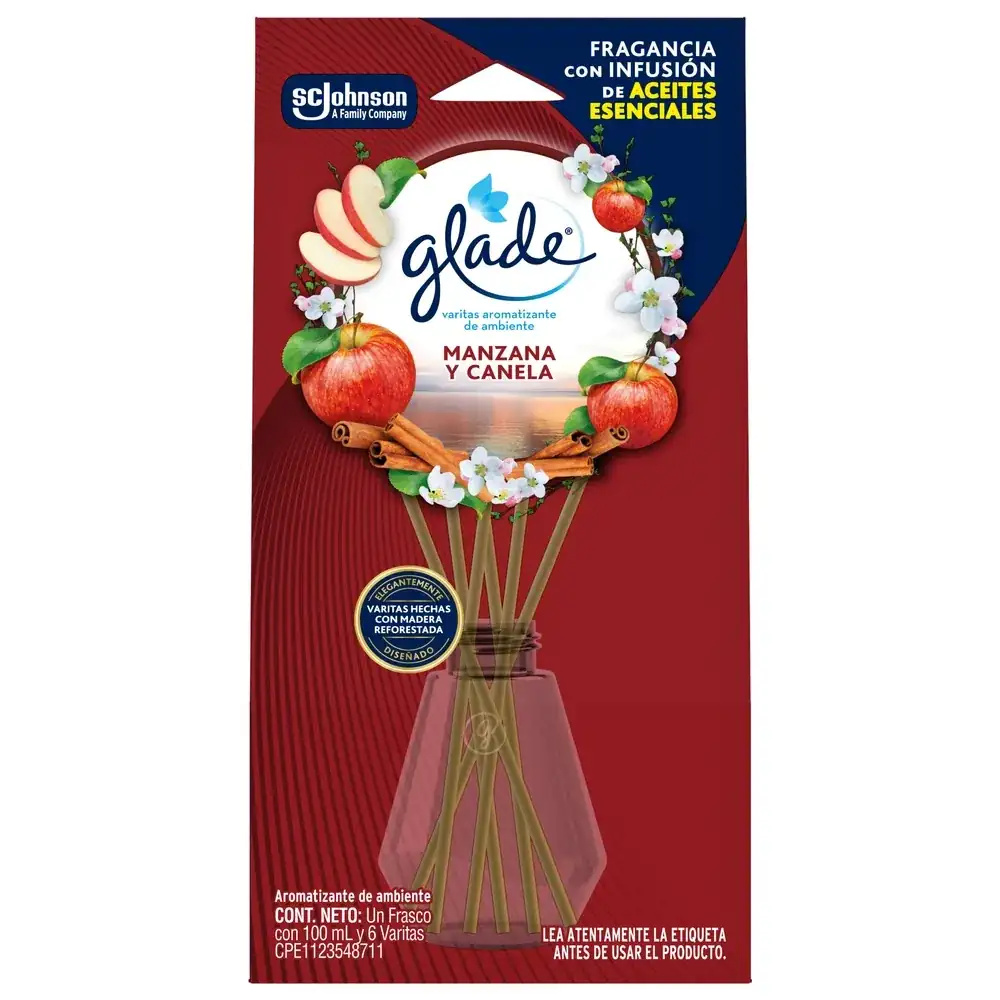 SCJohnson
A Family Company
FRAGANCIA
CON INFUSIÓN
DE ACEITES
ESENCIALES
glade®
varitas aromatizante
de ambiente
MANZANA
Y CANELA
ELEGANTEMENTE
VARITAS HECHAS
CON MADERA
REFORESTADA
DISEÑADO
g
Aromatizante de ambiente
CONT. NETO: Un Frasco
con 100 mL y 6 Varitas
CPE1123548711
LEA ATENTAMENTE LA ETIQUETA
ANTES DE USAR EL PRODUCTO.